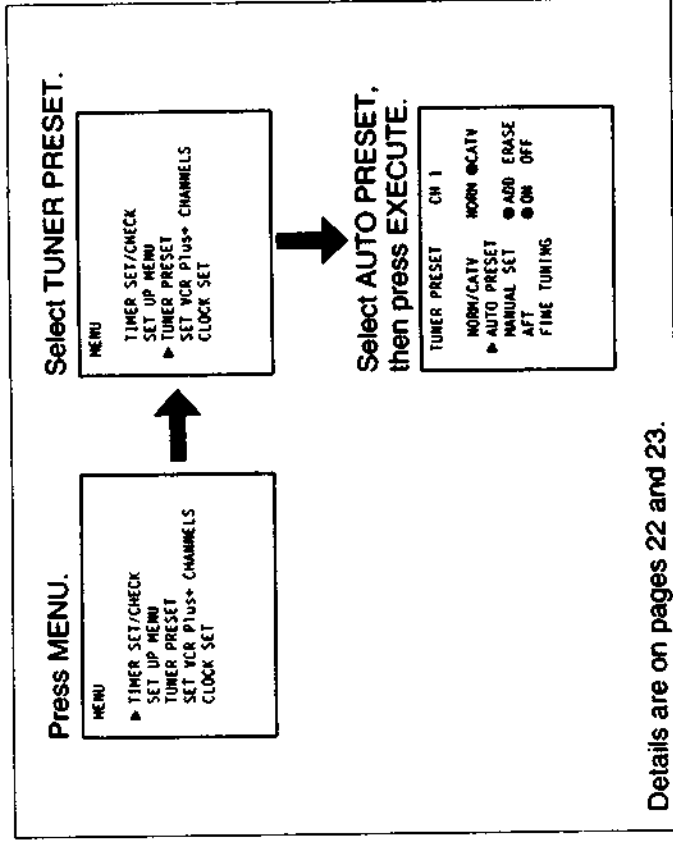 Press MENU.
MENU
▶ TIMER SET/CHECK
SET UP MENU
TUNER PRESET
SET VCR Plus+ CHANNELS
CLOCK SET
Select TUNER PRESET.
MENU
TIMER SET/CHECK
SET UP MENU
▶ TUNER PRESET
SET VCR Plus+ CHANNELS
CLOCK SET
Select AUTO PRESET,
then press EXECUTE.
TUNER PRESET CH 1
NORM/CATV NORM ●CATV
▶ AUTO PRESET
MANUAL SET ●ADD ERASE
AFT ●ON OFF
FINE TUNING
Details are on pages 22 and 23.